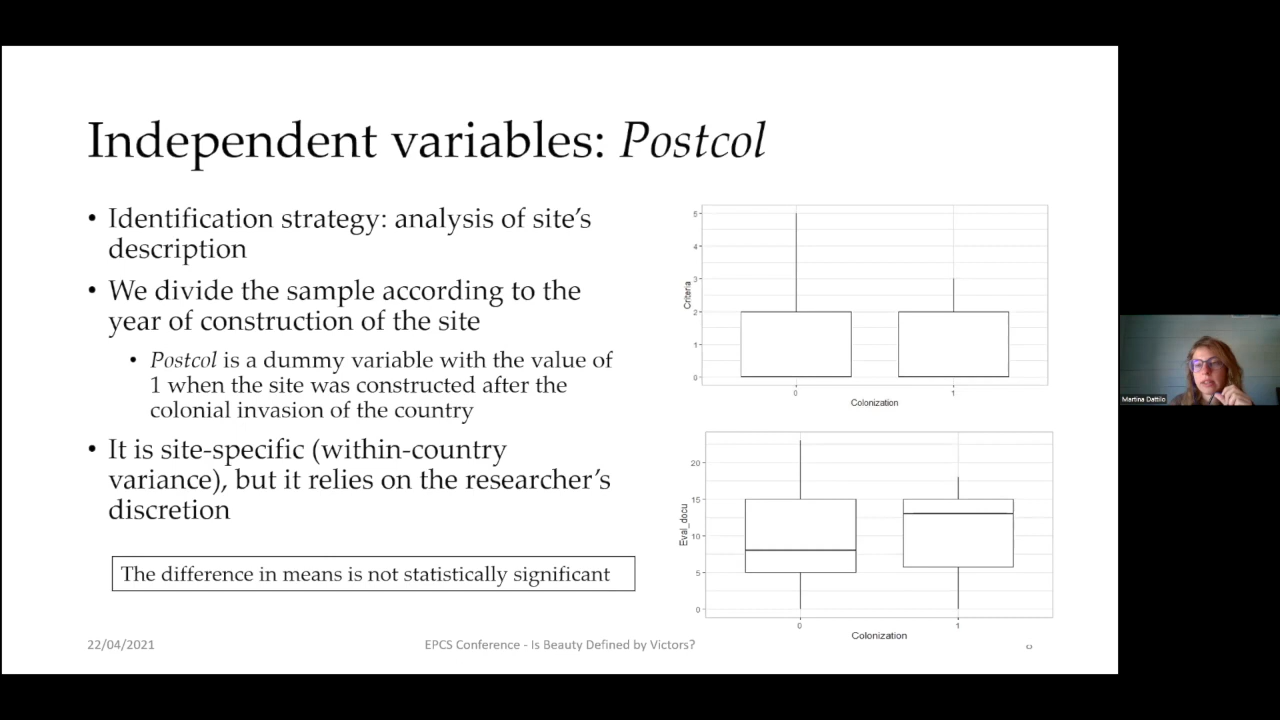 Independent variables: Postcol
• Identification strategy: analysis of site's
description
• We divide the sample according to the
year of construction of the site
• Postcol is a dummy variable with the value of
1 when the site was constructed after the
colonial invasion of the country
• It is site-specific (within-country
variance), but it relies on the researcher's
discretion
The difference in means is not statistically significant
5
4
3
2
1
0
Criteria
0 1
Colonization
20
15
10
5
0
Eval_docu
0 1
Colonization
Martina Dattilo
22/04/2021
EPCS Conference - Is Beauty Defined by Victors?